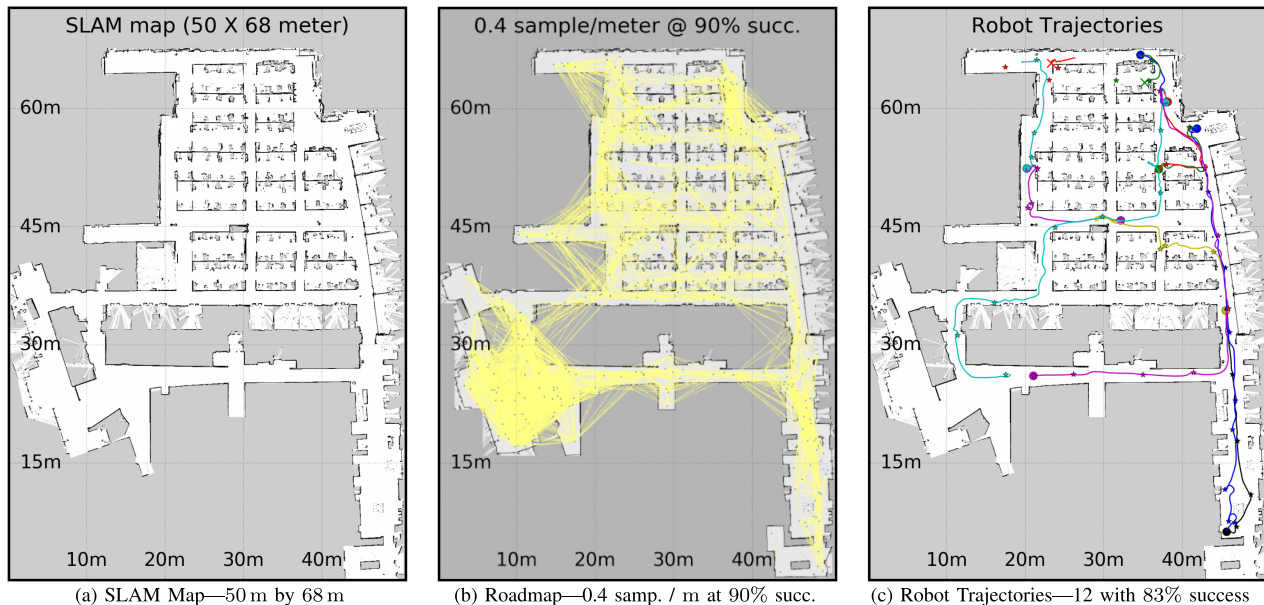 SLAM map (50 X 68 meter)
60m
45m
30m
15m
10m 20m 30m 40m
(a) SLAM Map—50 m by 68 m
0.4 sample/meter @ 90% succ.
60m
45m
30m
15m
10m 20m 30m 40m
(b) Roadmap—0.4 samp. / m at 90% succ.
Robot Trajectories
60m
45m
30m
15m
10m 20m 30m 40m
(c) Robot Trajectories—12 with 83% success